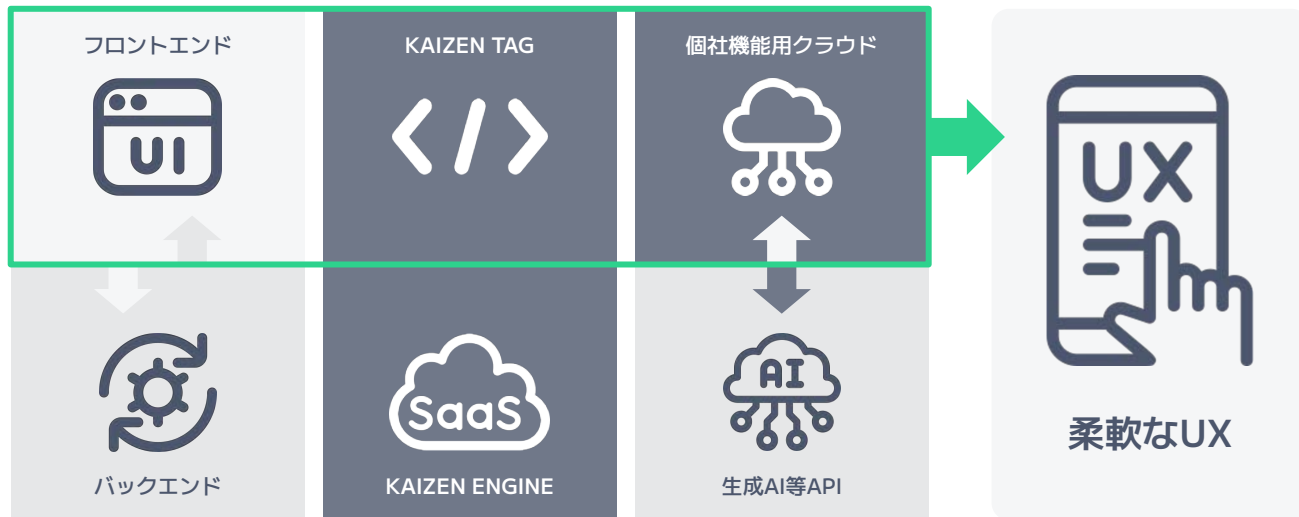 フロントエンド
KAIZEN TAG
個社機能用クラウド
UI
</>
UX
SaaS
AI
バックエンド
KAIZEN ENGINE
生成AI等API
柔軟なUX